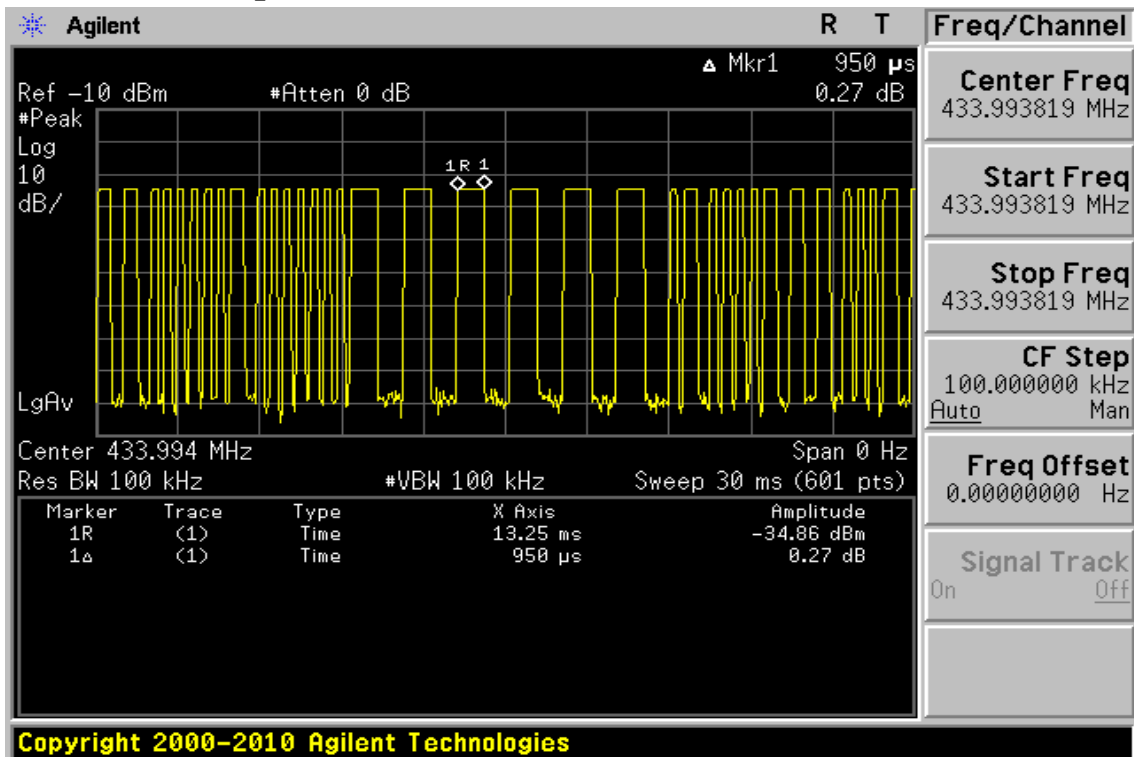 Agilent R T
Freq/Channel
Δ Mkr1 950 µs
Ref -10 dBm #Atten 0 dB 0.27 dB
#Peak
Log
10
dB/
1R 1
LgAv
Center 433.994 MHz Span 0 Hz
Res BW 100 kHz #VBW 100 kHz Sweep 30 ms (601 pts)
Marker Trace Type X Axis Amplitude
1R (1) Time 13.25 ms -34.86 dBm
1Δ (1) Time 950 µs 0.27 dB
Center Freq
433.993819 MHz
Start Freq
433.993819 MHz
Stop Freq
433.993819 MHz
CF Step
100.000000 kHz
Auto Man
Freq Offset
0.00000000 Hz
Signal Track
On Off
Copyright 2000-2010 Agilent Technologies